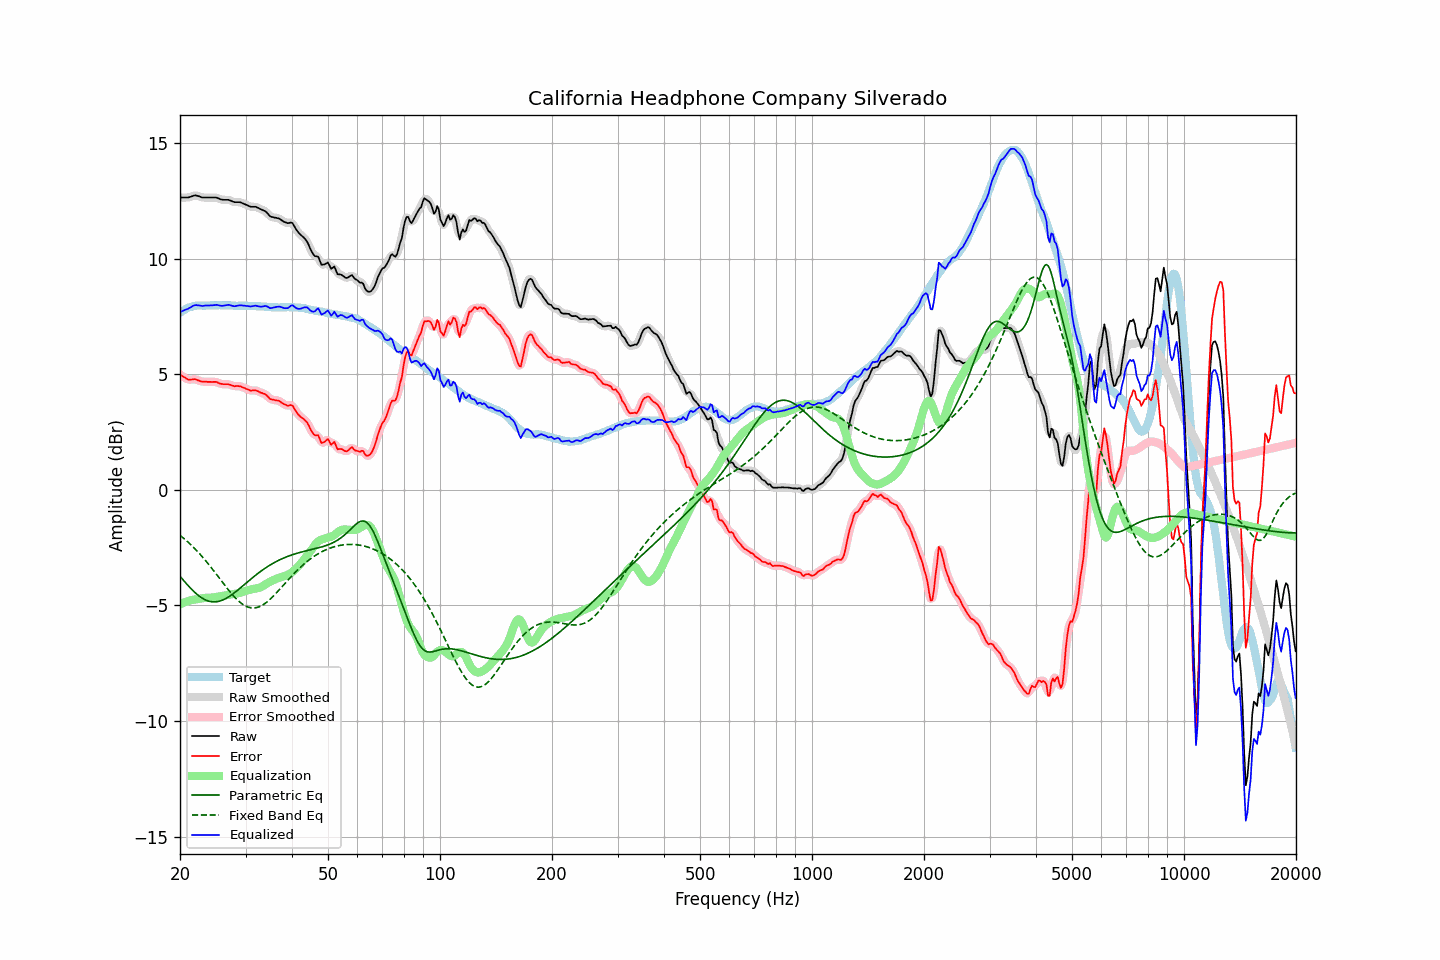 California Headphone Company Silverado
15
10
5
0
−5
−10
−15
Amplitude (dBr)
Target
Raw Smoothed
Error Smoothed
Raw
Error
Equalization
Parametric Eq
Fixed Band Eq
Equalized
20 50 100 200 500 1000 2000 5000 10000 20000
Frequency (Hz)